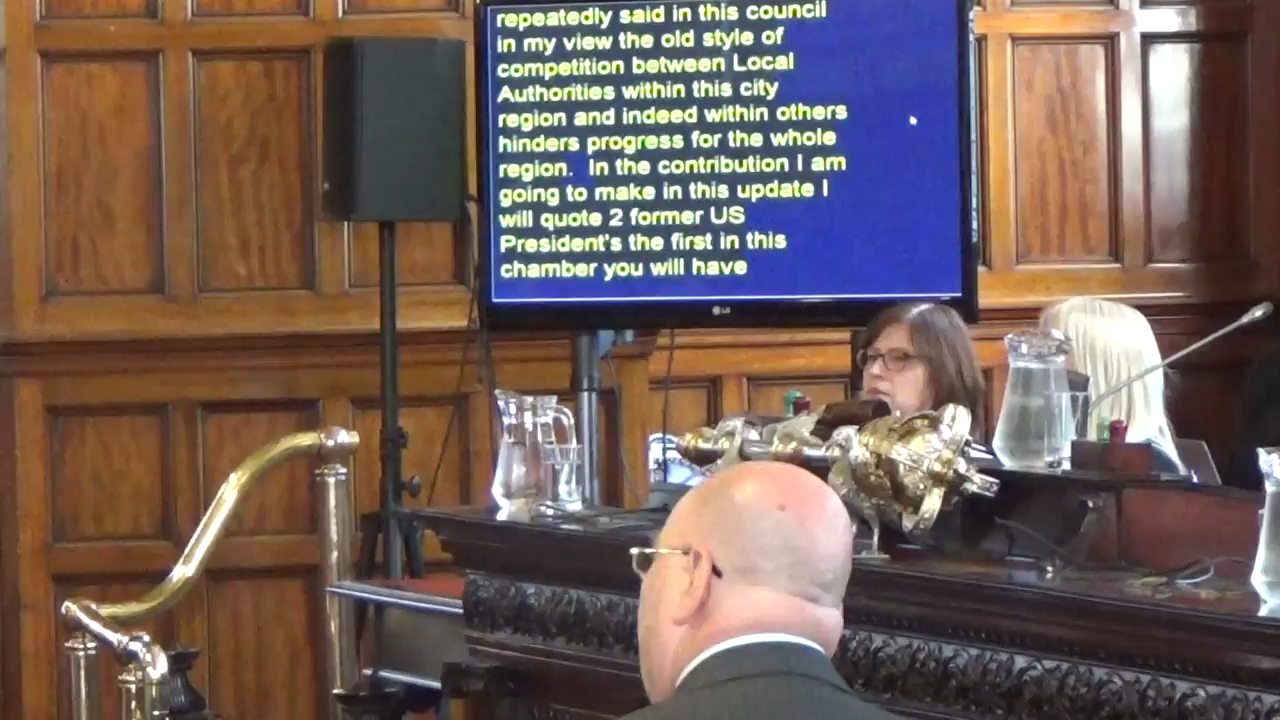 repeatedly said in this council
in my view the old style of
competition between Local
Authorities within this city
region and indeed within others
hinders progress for the whole
region.  In the contribution I am
going to make in this update I
will quote 2 former US
President's the first in this
chamber you will have
LG